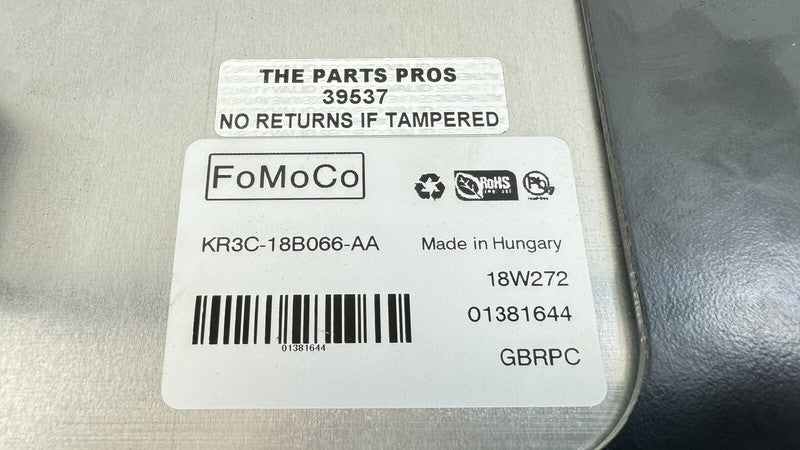 THE PARTS PROS
39537
NO RETURNS IF TAMPERED
FoMoCo
RoHS
Pb
KR3C-18B066-AA
Made in Hungary
18W272
01381644
01381644
GBRPC